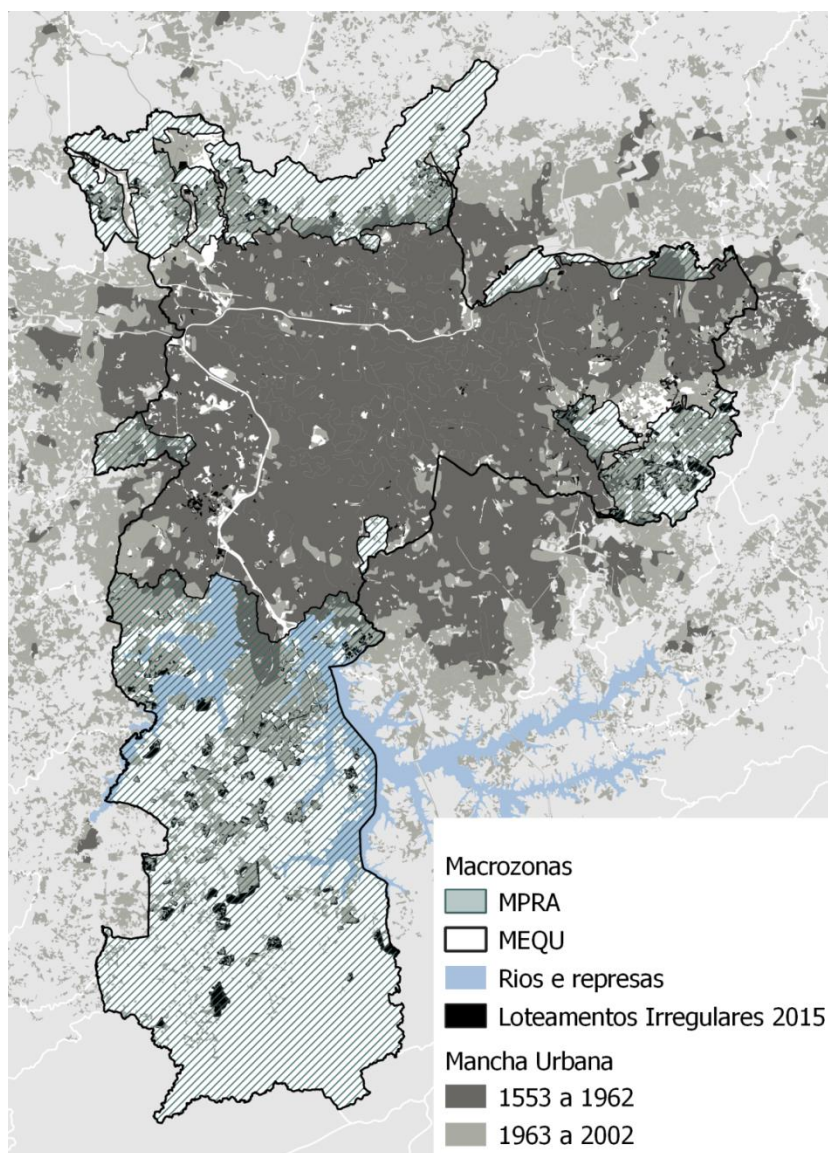 Macrozonas
MPRA
MEQU
Rios e represas
Loteamentos Irregulares 2015
Mancha Urbana
1553 a 1962
1963 a 2002